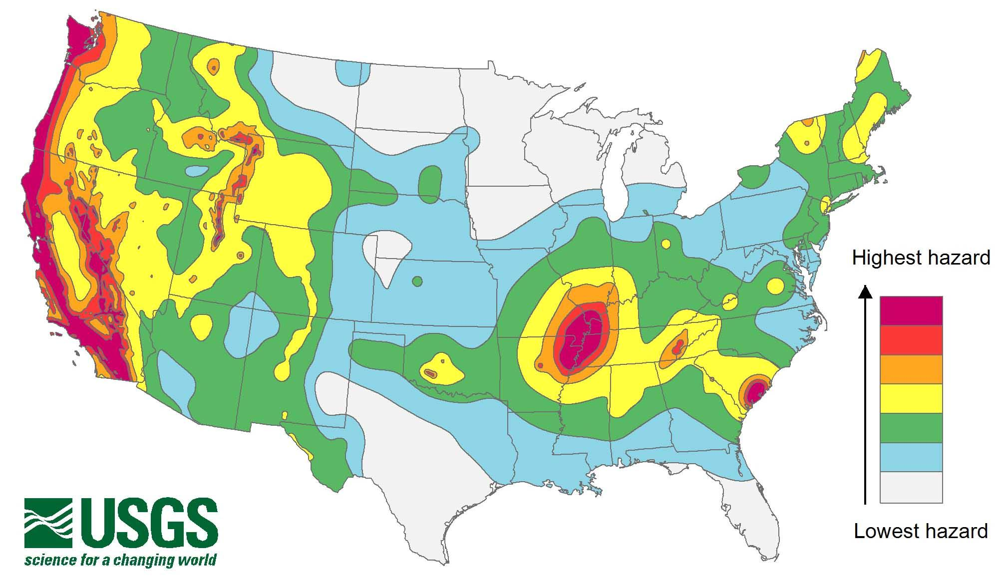 Highest hazard
Lowest hazard
USGS
science for a changing world